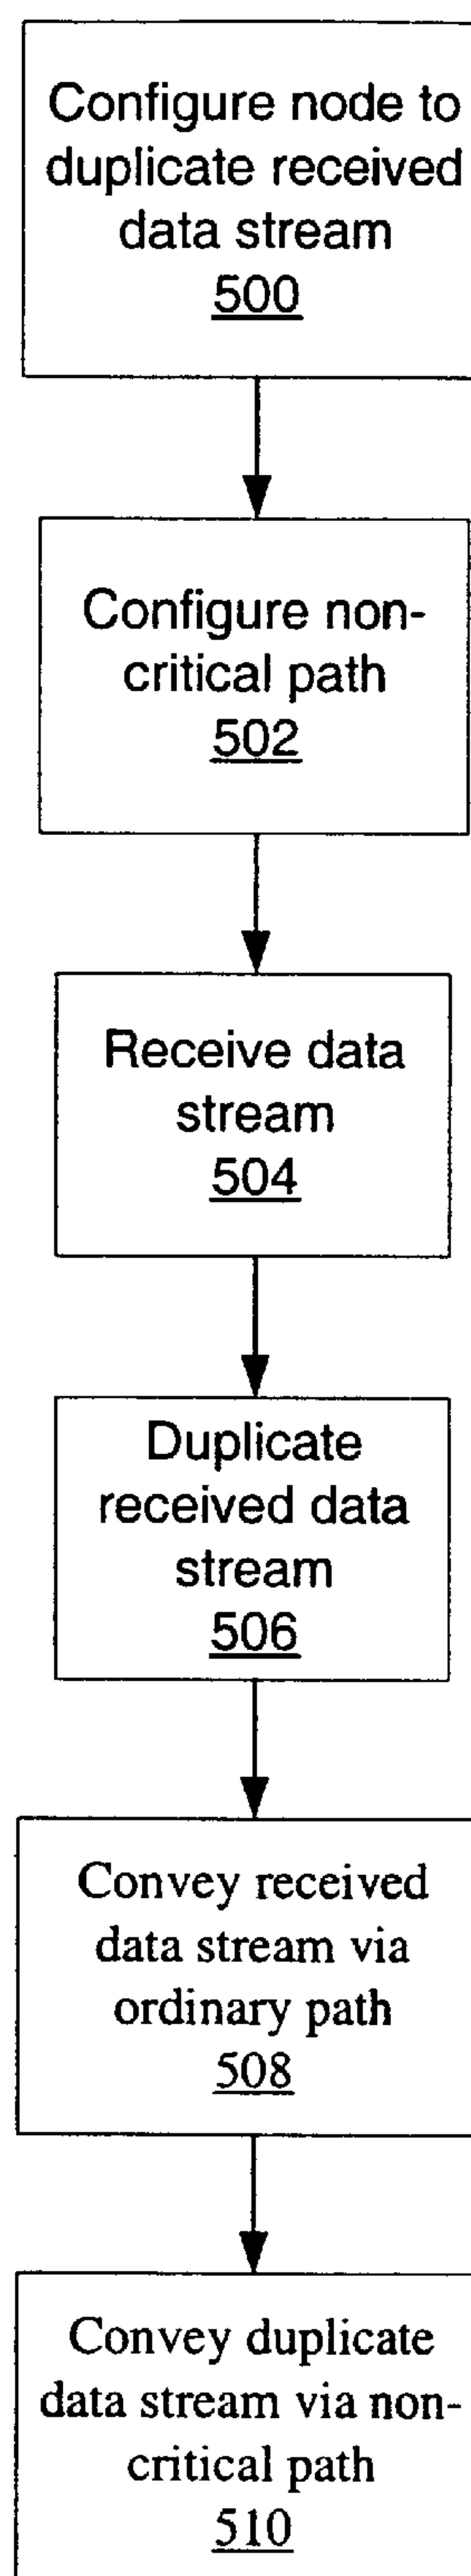 Configure node to
duplicate received
data stream
500
Configure non-
critical path
502
Receive data
stream
504
Duplicate
received data
stream
506
Convey received
data stream via
ordinary path
508
Convey duplicate
data stream via non-
critical path
510